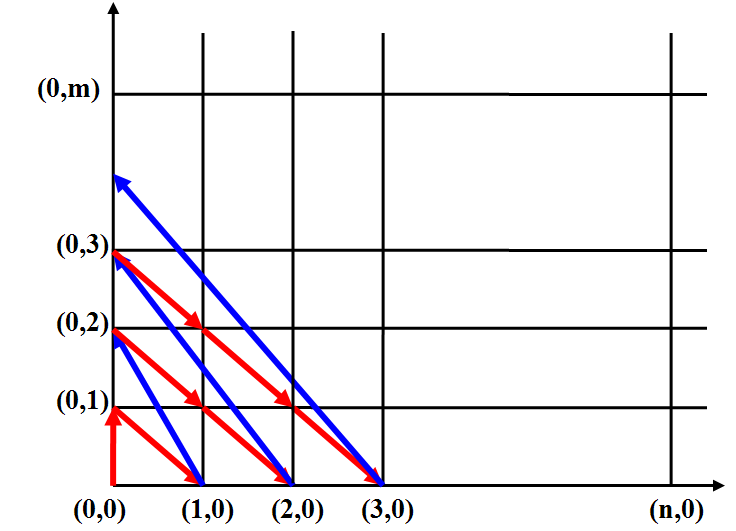 (0,m)
(0,3)
(0,2)
(0,1)
(0,0) (1,0) (2,0) (3,0) (n,0)